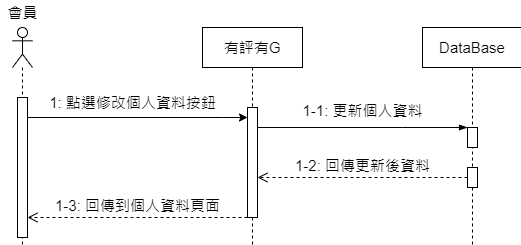 會員
有評有G
DataBase
1: 點選修改個人資料按鈕
1-1: 更新個人資料
1-2: 回傳更新後資料
1-3: 回傳到個人資料頁面